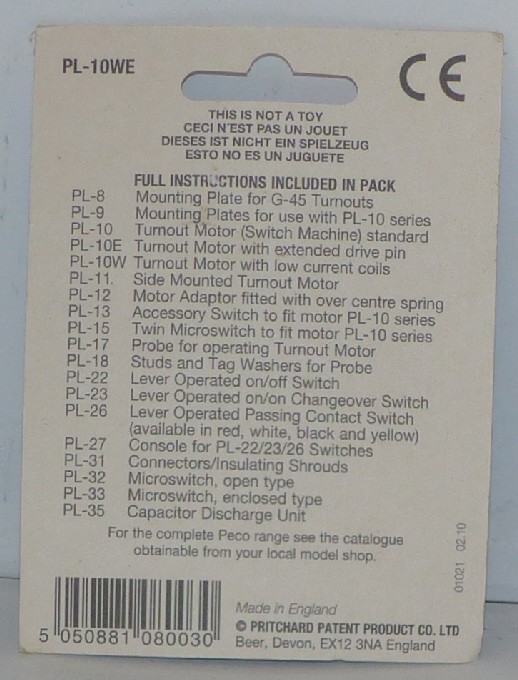 PL-10WE
CE
THIS IS NOT A TOY
CECI N'EST PAS UN JOUET
DIESES IST NICHT EIN SPIELZEUG
ESTO NO ES UN JUGUETE
FULL INSTRUCTIONS INCLUDED IN PACK
PL-8 Mounting Plate for G-45 Turnouts
PL-9 Mounting Plates for use with PL-10 series
PL-10 Turnout Motor (Switch Machine) standard
PL-10E Turnout Motor with extended drive pin
PL-10W Turnout Motor with low current coils
PL-11. Side Mounted Turnout Motor
PL-12 Motor Adaptor fitted with over centre spring
PL-13 Accessory Switch to fit motor PL-10 series
PL-15 Twin Microswitch to fit motor PL-10 series
PL-17 Probe for operating Turnout Motor
PL-18 Studs and Tag Washers for Probe
PL-22 Lever Operated on/off Switch
PL-23 Lever Operated on/on Changeover Switch
PL-26 Lever Operated Passing Contact Switch
(available in red, white, black and yellow)
PL-27 Console for PL-22/23/26 Switches
PL-31 Connectors/Insulating Shrouds
PL-32 Microswitch, open type
PL-33 Microswitch, enclosed type
PL-35 Capacitor Discharge Unit
For the complete Peco range see the catalogue
obtainable from your local model shop.
01021 02.10
5 050881 080030
Made in England
© PRITCHARD PATENT PRODUCT CO. LTD
Beer, Devon, EX12 3NA England